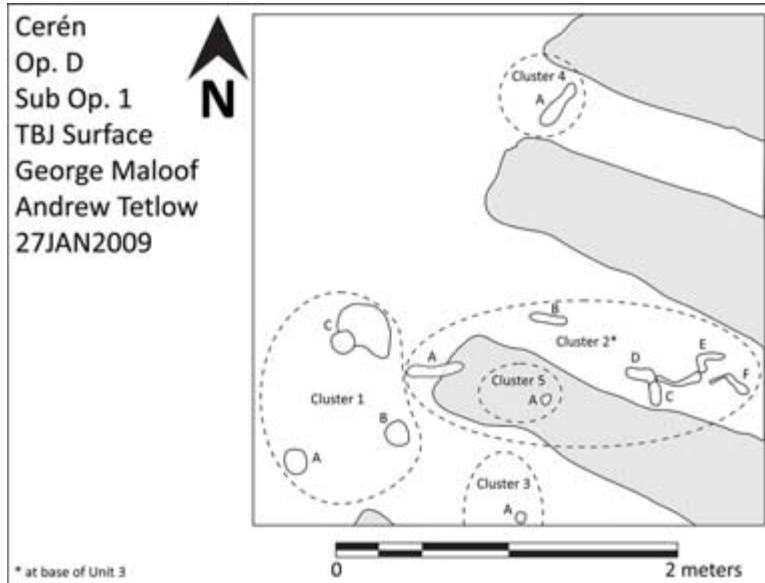 Cerén
Op. D
Sub Op. 1
TBJ Surface
George Maloof
Andrew Tetlow
27JAN2009
N
Cluster 4
A
C
B
Cluster 2*
E
A
D
F
Cluster 5
A
C
Cluster 1
B
A
Cluster 3
A
* at base of Unit 3
0
2 meters